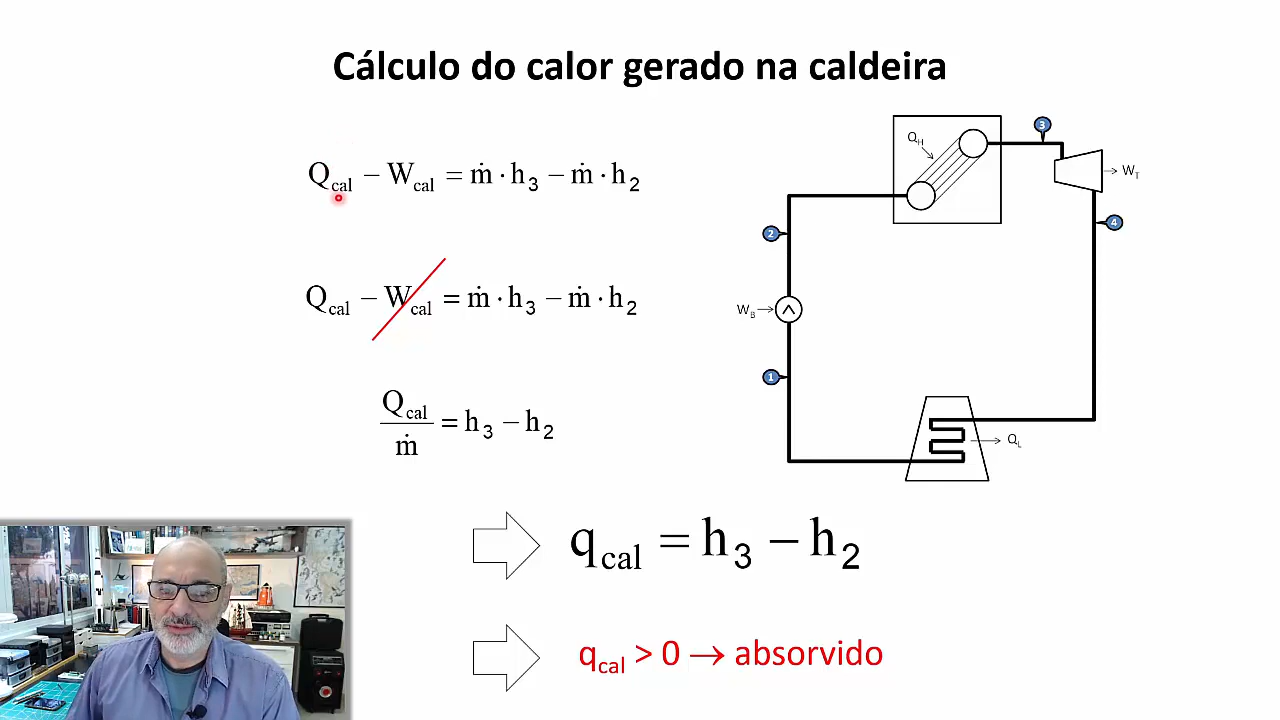 Cálculo do calor gerado na caldeira
Q_cal − W_cal = ṁ · h_3 − ṁ · h_2
Q_cal − W_cal = ṁ · h_3 − ṁ · h_2
Q_cal / ṁ = h_3 − h_2
q_cal = h_3 − h_2
q_cal > 0 → absorvido
Q_H
3
W_T
4
2
W_B
1
Q_L